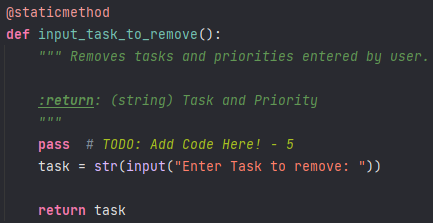 @staticmethod
def input_task_to_remove():
""" Removes tasks and priorities entered by user.
:return: (string) Task and Priority
"""
pass # TODO: Add Code Here! - 5
task = str(input("Enter Task to remove: "))
return task